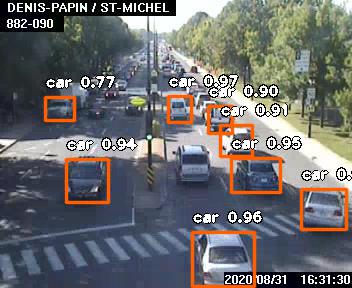 DENIS-PAPIN / ST-MICHEL
882-090
car 0.77
car 0.97
car 0.90
car 0.91
car 0.94
car 0.95
car 0.96
2020/08/31 16:31:30